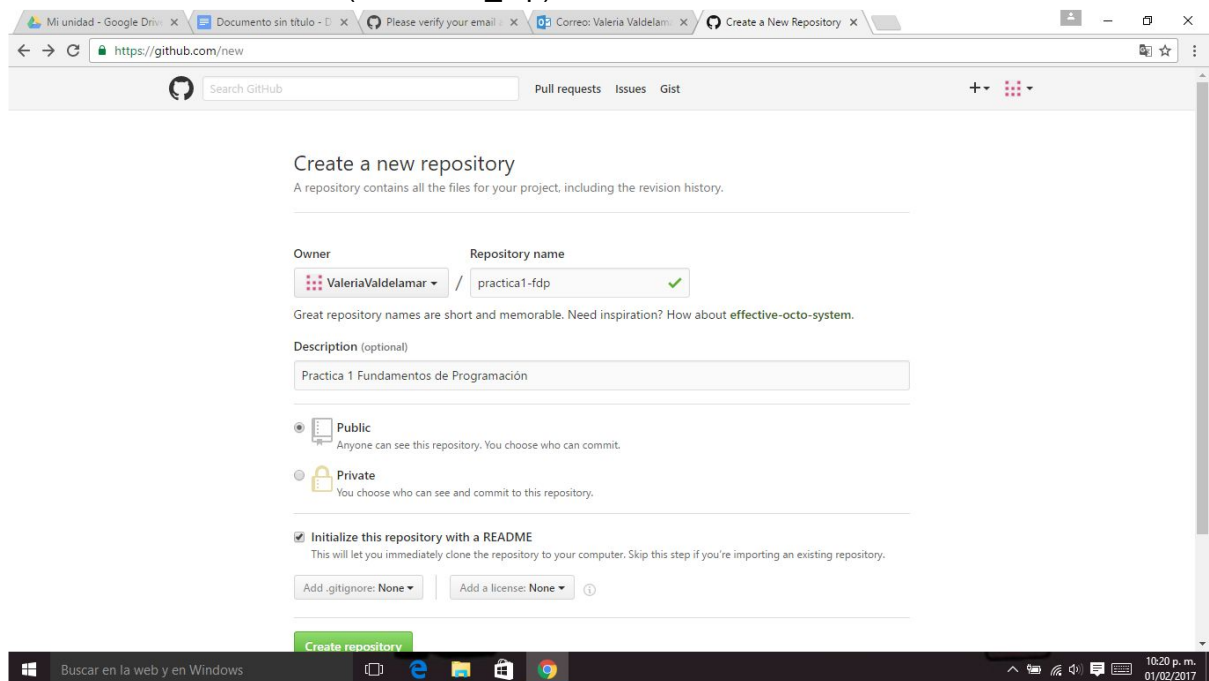 Mi unidad - Google Driv
Documento sin título - D
Please verify your email a
Correo: Valeria Valdelam
Create a New Repository
https://github.com/new
Search GitHub
Pull requests Issues Gist
Create a new repository
A repository contains all the files for your project, including the revision history.
Owner
Repository name
ValeriaValdelamar / practica1-fdp
Great repository names are short and memorable. Need inspiration? How about effective-octo-system.
Description (optional)
Practica 1 Fundamentos de Programación
Public
Anyone can see this repository. You choose who can commit.
Private
You choose who can see and commit to this repository.
Initialize this repository with a README
This will let you immediately clone the repository to your computer. Skip this step if you're importing an existing repository.
Add .gitignore: None
Add a license: None
Create repository
Buscar en la web y en Windows
10:20 p. m.
01/02/2017